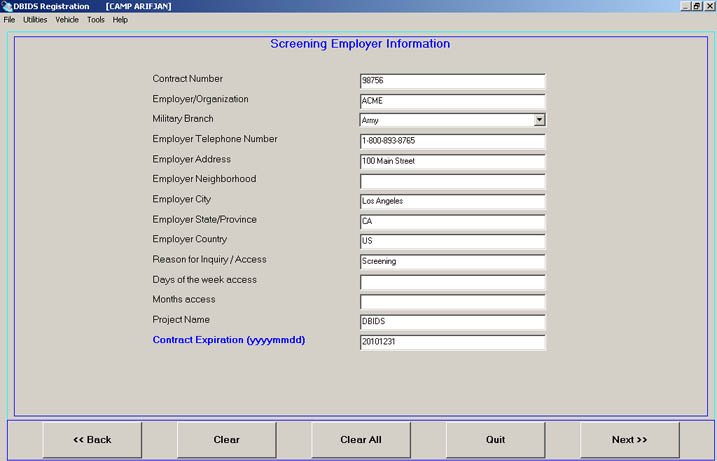 DBIDS Registration [CAMP ARIFJAN]
File Utilities Vehicle Tools Help
Screening Employer Information
Contract Number 98756
Employer/Organization ACME
Military Branch Army
Employer Telephone Number 1-800-893-8765
Employer Address 100 Main Street
Employer Neighborhood
Employer City Los Angeles
Employer State/Province CA
Employer Country US
Reason for Inquiry / Access Screening
Days of the week access
Months access
Project Name DBIDS
Contract Expiration (yyyymmdd) 20101231
<< Back Clear Clear All Quit Next >>